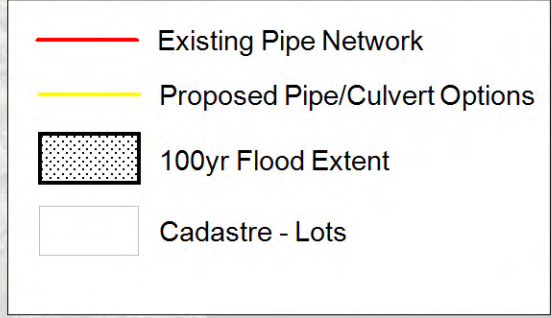 Existing Pipe Network
Proposed Pipe/Culvert Options
100yr Flood Extent
Cadastre - Lots